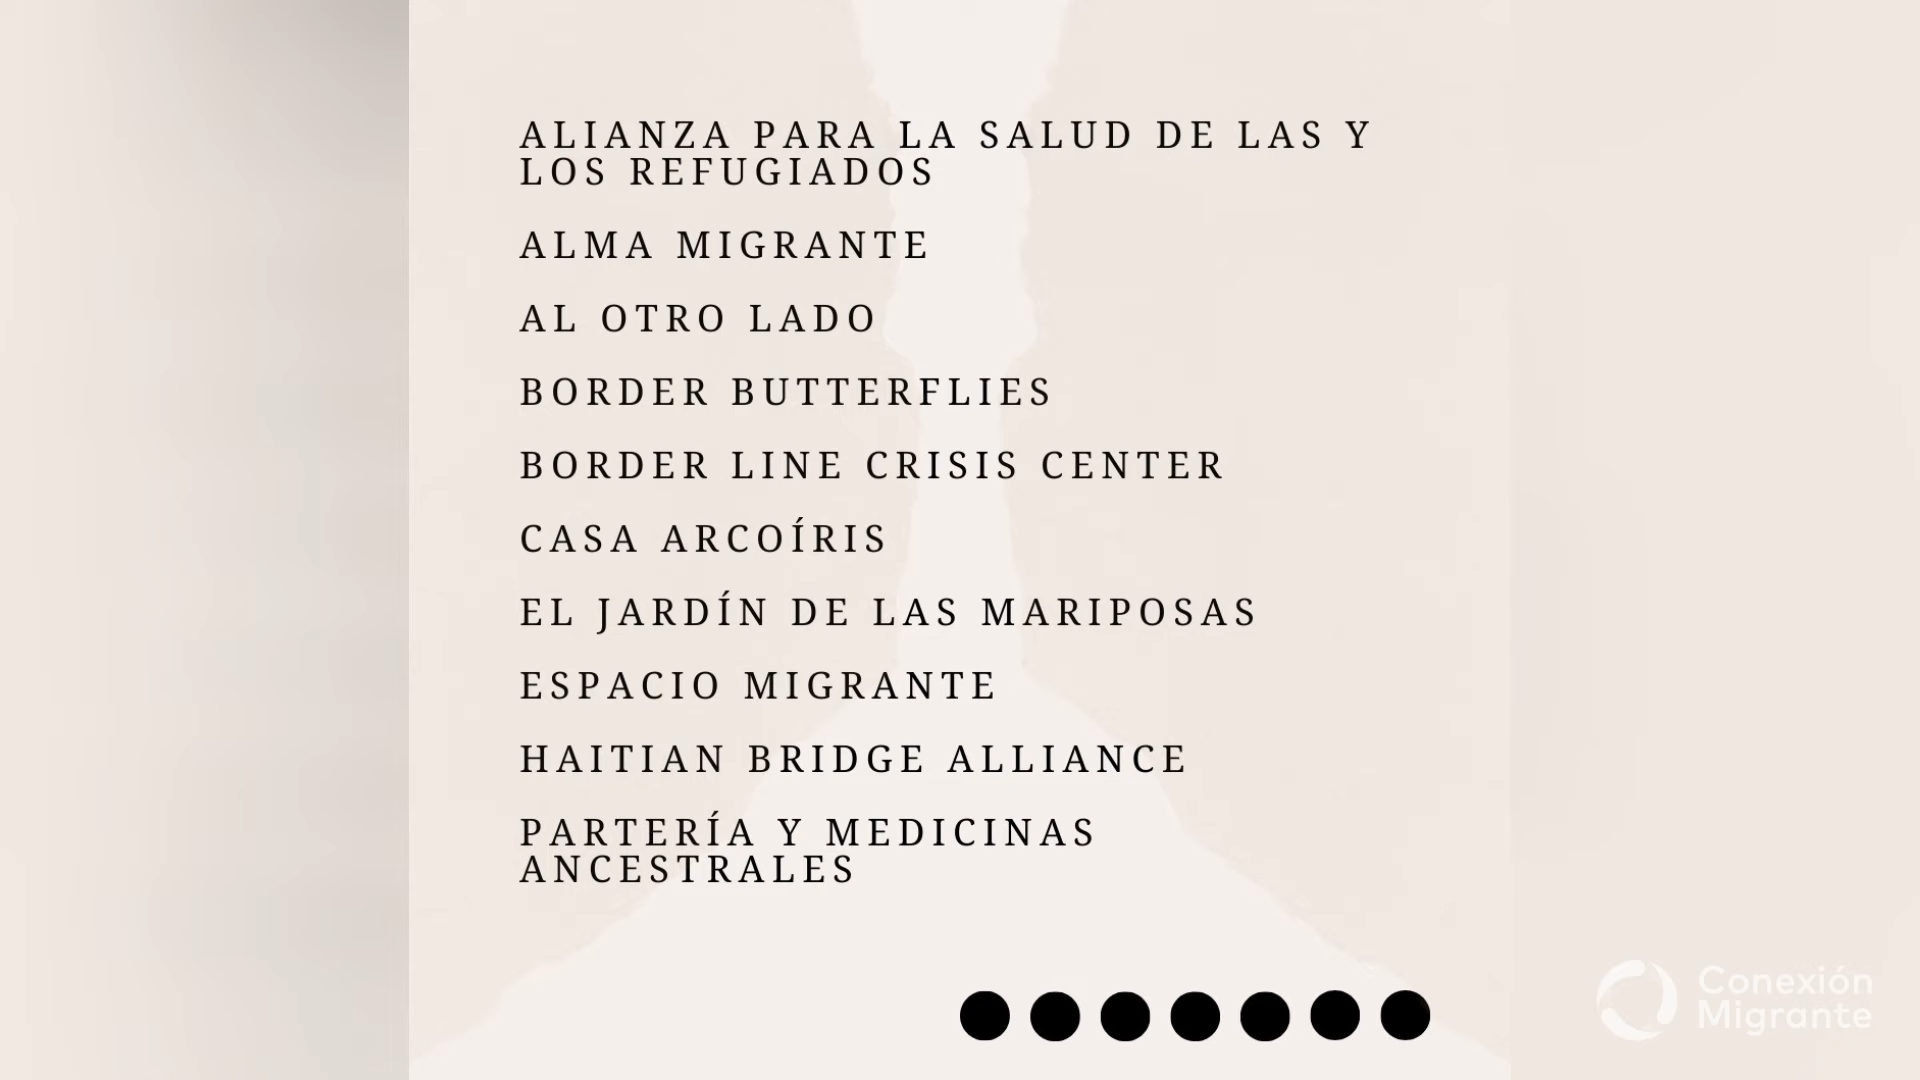 ALIANZA PARA LA SALUD DE LAS Y
LOS REFUGIADOS
ALMA MIGRANTE
AL OTRO LADO
BORDER BUTTERFLIES
BORDER LINE CRISIS CENTER
CASA ARCOÍRIS
EL JARDÍN DE LAS MARIPOSAS
ESPACIO MIGRANTE
HAITIAN BRIDGE ALLIANCE
PARTERÍA Y MEDICINAS
ANCESTRALES
Conexión
Migrante